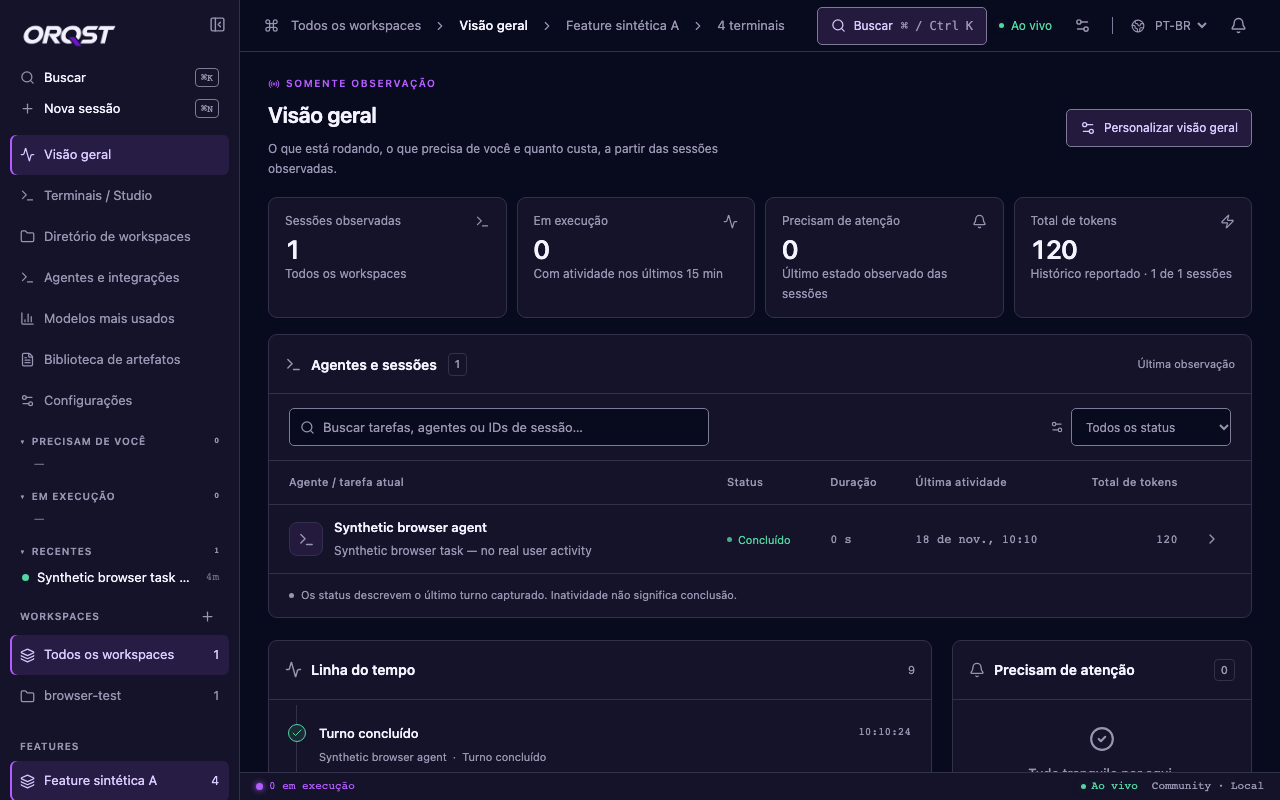 OROST
Buscar ⌘K
Nova sessão ⌘N
Visão geral
Terminais / Studio
Diretório de workspaces
Agentes e integrações
Modelos mais usados
Biblioteca de artefatos
Configurações
PRECISAM DE VOCÊ 0
—
EM EXECUÇÃO 0
—
RECENTES 1
Synthetic browser task ... 4m
WORKSPACES
Todos os workspaces 1
browser-test 1
FEATURES
Feature sintética A 4
⌘ Todos os workspaces > Visão geral > Feature sintética A > 4 terminais
Buscar ⌘ / Ctrl K
Ao vivo
PT-BR
SOMENTE OBSERVAÇÃO
Visão geral
O que está rodando, o que precisa de você e quanto custa, a partir das sessões
observadas.
Personalizar visão geral
Sessões observadas
1
Todos os workspaces
Em execução
0
Com atividade nos últimos 15 min
Precisam de atenção
0
Último estado observado das
sessões
Total de tokens
120
Histórico reportado · 1 de 1 sessões
Agentes e sessões 1
Última observação
Buscar tarefas, agentes ou IDs de sessão...
Todos os status
Agente / tarefa atual Status Duração Última atividade Total de tokens
Synthetic browser agent
Synthetic browser task — no real user activity
Concluído 0 s 18 de nov., 10:10 120
Os status descrevem o último turno capturado. Inatividade não significa conclusão.
Linha do tempo 9
Turno concluído 10:10:24
Synthetic browser agent · Turno concluído
Precisam de atenção 0
0 em execução
Ao vivo Community · Local